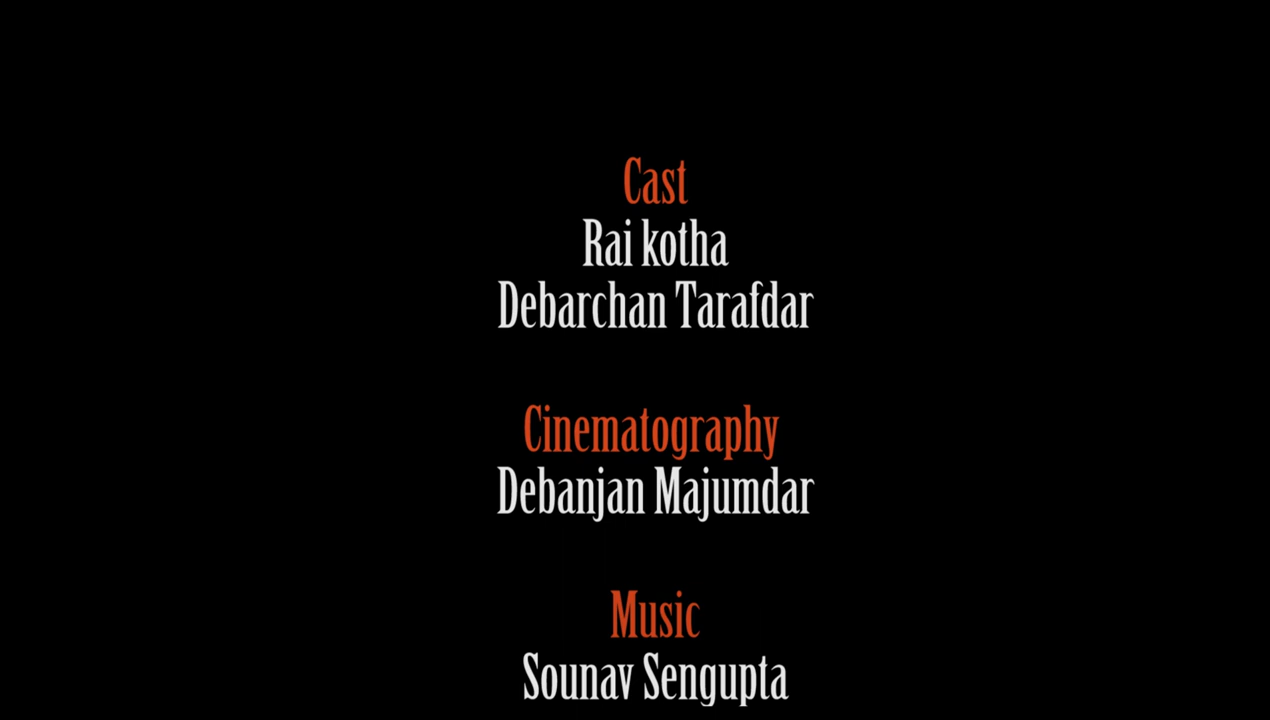 Cast
Rai kotha
Debarchan Tarafdar
Cinematography
Debanjan Majumdar
Music
Sounav Sengupta